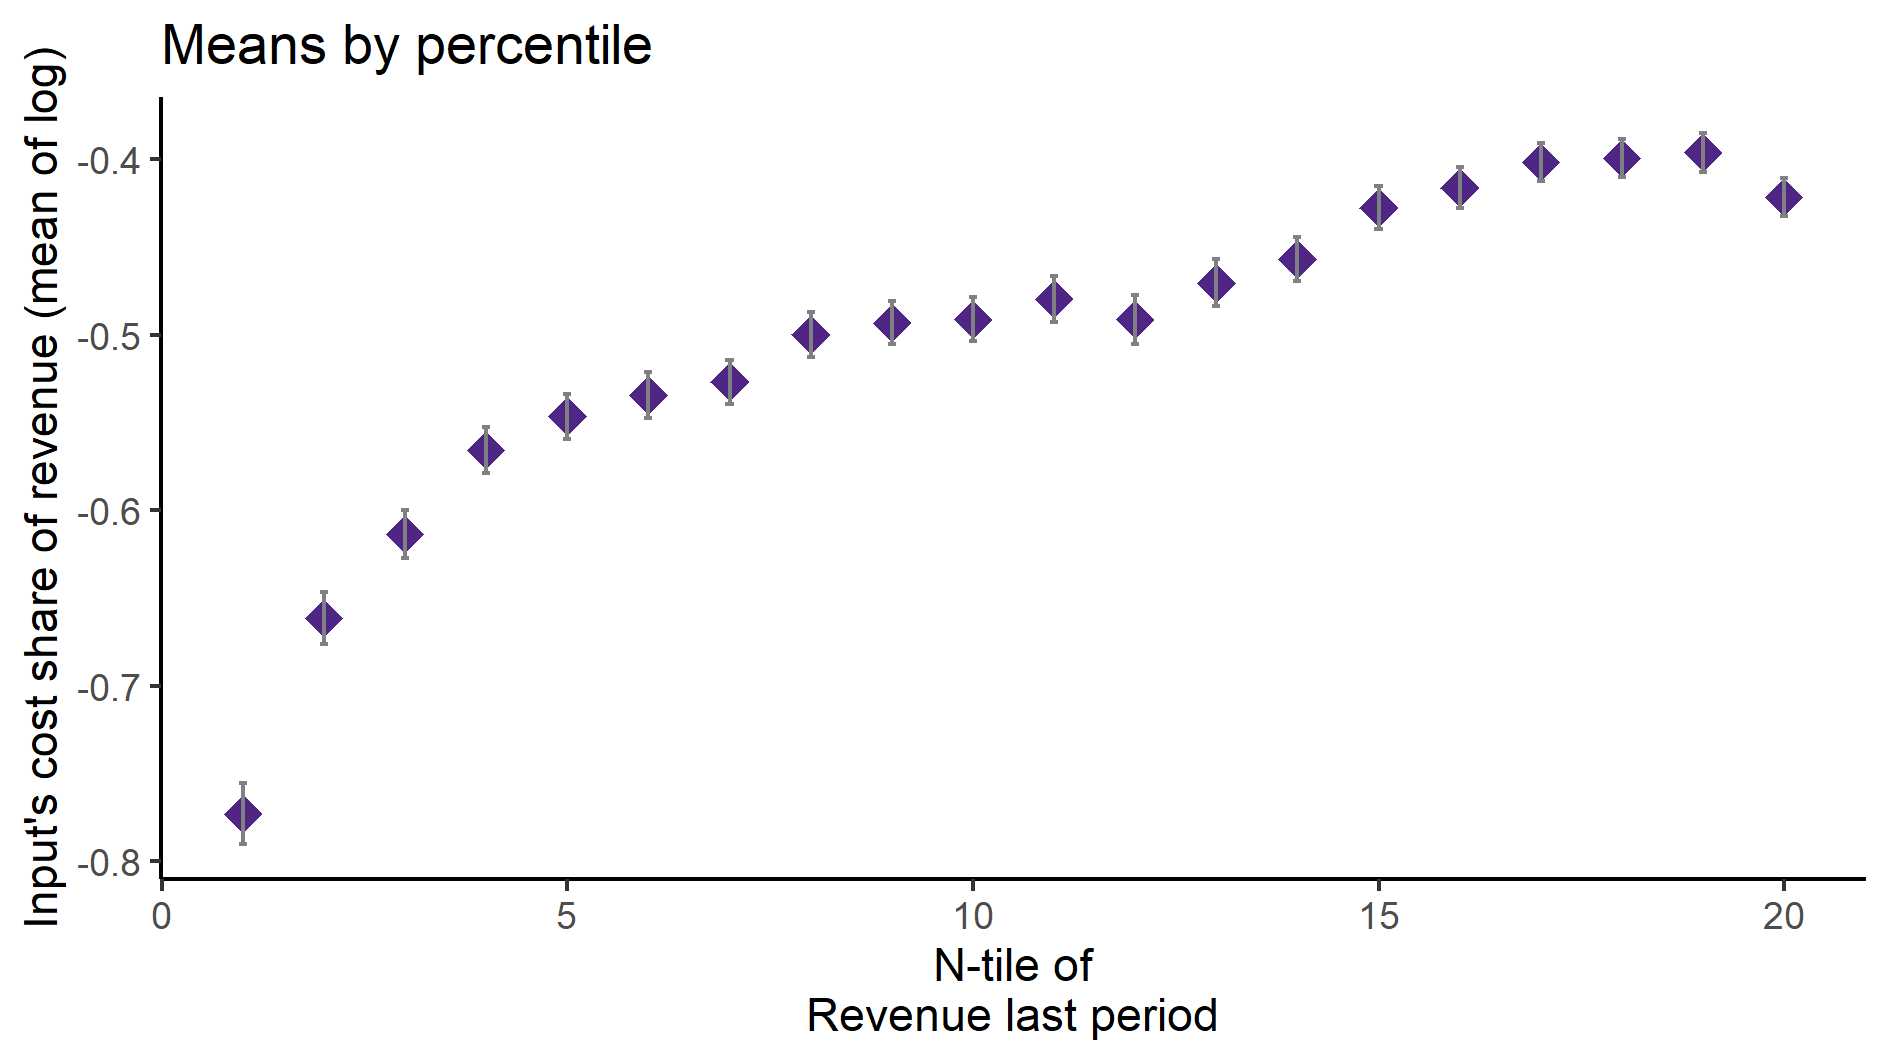 Means by percentile
Input's cost share of revenue (mean of log)
-0.4
-0.5
-0.6
-0.7
-0.8
0
5
10
15
20
N-tile of
Revenue last period